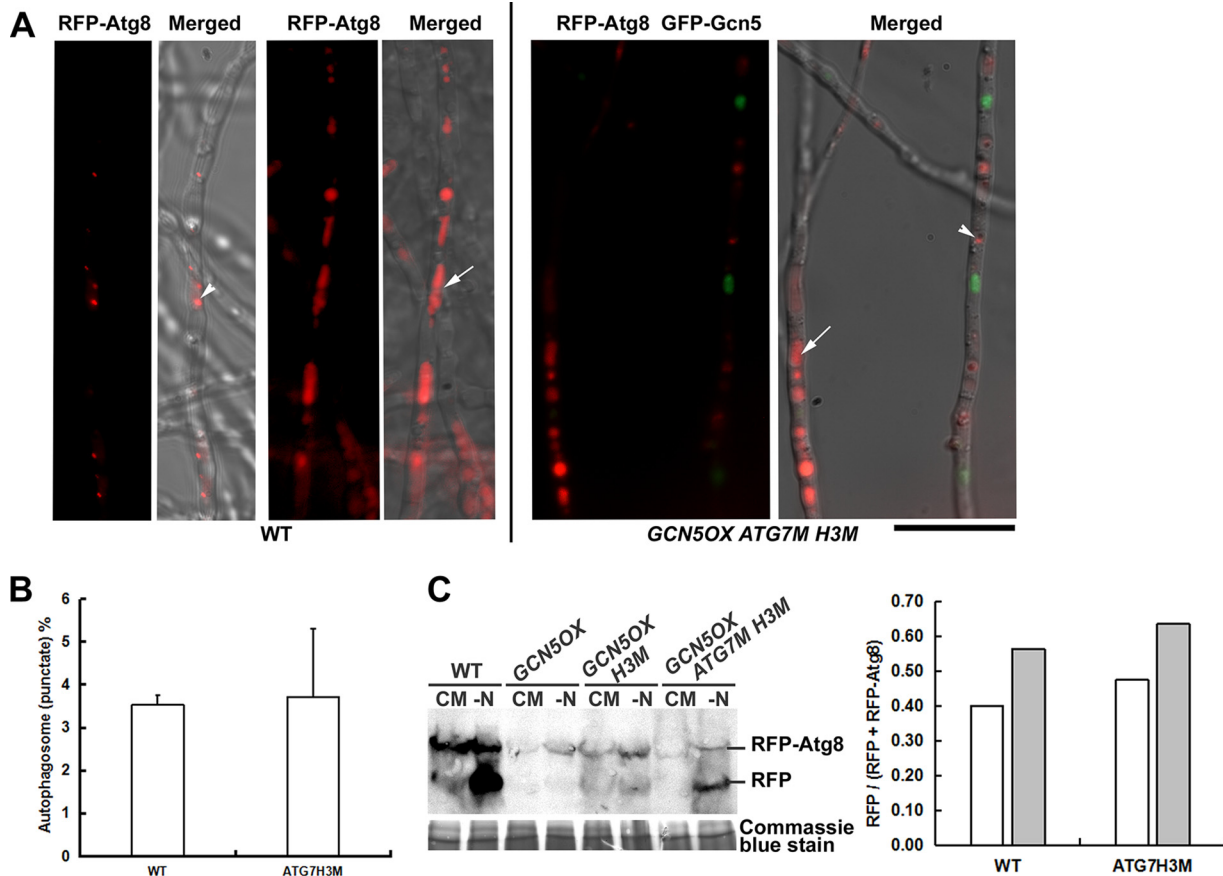 A
RFP-Atg8 Merged RFP-Atg8 Merged RFP-Atg8 GFP-Gcn5 Merged
WT GCN5OX ATG7M H3M
B
Autophagosome (punctate) %
6
5
4
3
2
1
0
WT ATG7H3M
C
WT GCN5OX GCN5OX H3M GCN5OX ATG7M H3M
CM -N CM -N CM -N CM -N
RFP-Atg8
RFP
Commassie
blue stain
RFP / (RFP + RFP-Atg8)
0.70
0.60
0.50
0.40
0.30
0.20
0.10
0.00
WT ATG7H3M